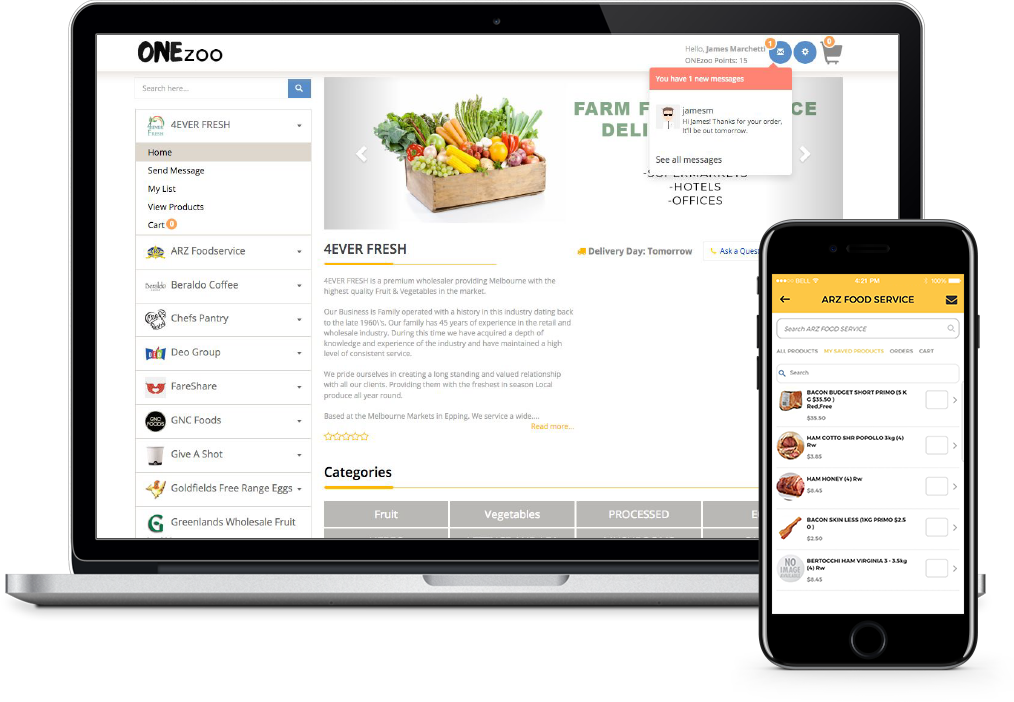 ONEzoo
Hello, James Marchetti
ONEzoo Points: 15
1
0
Search here...
You have 1 new messages
jamesm
Hi James! Thanks for your order,
It'll be out tomorrow.
See all messages
FARM F CE
DELI
-SUPERMARKETS
-HOTELS
-OFFICES
4EVER FRESH
Home
Send Message
My List
View Products
Cart 0
ARZ Foodservice
Beraldo Coffee
Chefs Pantry
Deo Group
FareShare
GNC Foods
Give A Shot
Goldfields Free Range Eggs
Greenlands Wholesale Fruit
4EVER FRESH
Delivery Day: Tomorrow
Ask a Ques
4EVER FRESH is a premium wholesaler providing Melbourne with the
highest quality Fruit & Vegetables in the market.
Our Business is Family operated with a history in this industry dating back
to the late 1960\'s. Our family has 45 years of experience in the retail and
wholesale industry. During this time we have acquired a depth of
knowledge and experience of the industry and have maintained a high
level of consistent service.
We pride ourselves in creating a long standing and valued relationship
with all our clients. Providing them with the freshest in season Local
produce all year round.
Based at the Melbourne Markets in Epping. We service a wide....
Read more...
Categories
Fruit
Vegetables
PROCESSED
E
BELL
4:21 PM
100%
ARZ FOOD SERVICE
Search ARZ FOOD SERVICE
ALL PRODUCTS MY SAVED PRODUCTS ORDERS CART
Search
BACON BUDGET SHORT PRIMO (5 K
G $35.50 )
Red,Free
$35.50
HAM COTTO SHR POPOLLO 3kg (4)
Rw
$3.85
HAM HONEY (4) Rw
$8.45
BACON SKIN LESS (1KG PRIMO $2.5
0 )
$2.50
NO
IMAGE
AVAILABLE
BERTOCCHI HAM VIRGINIA 3 - 3.5kg
(4) Rw
$8.45